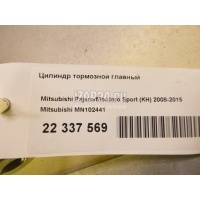 Цилиндр тормозной главный
Mitsubishi Pajero/Montero Sport (KH) 2008-2015
Mitsubishi MN102441
22 337 569